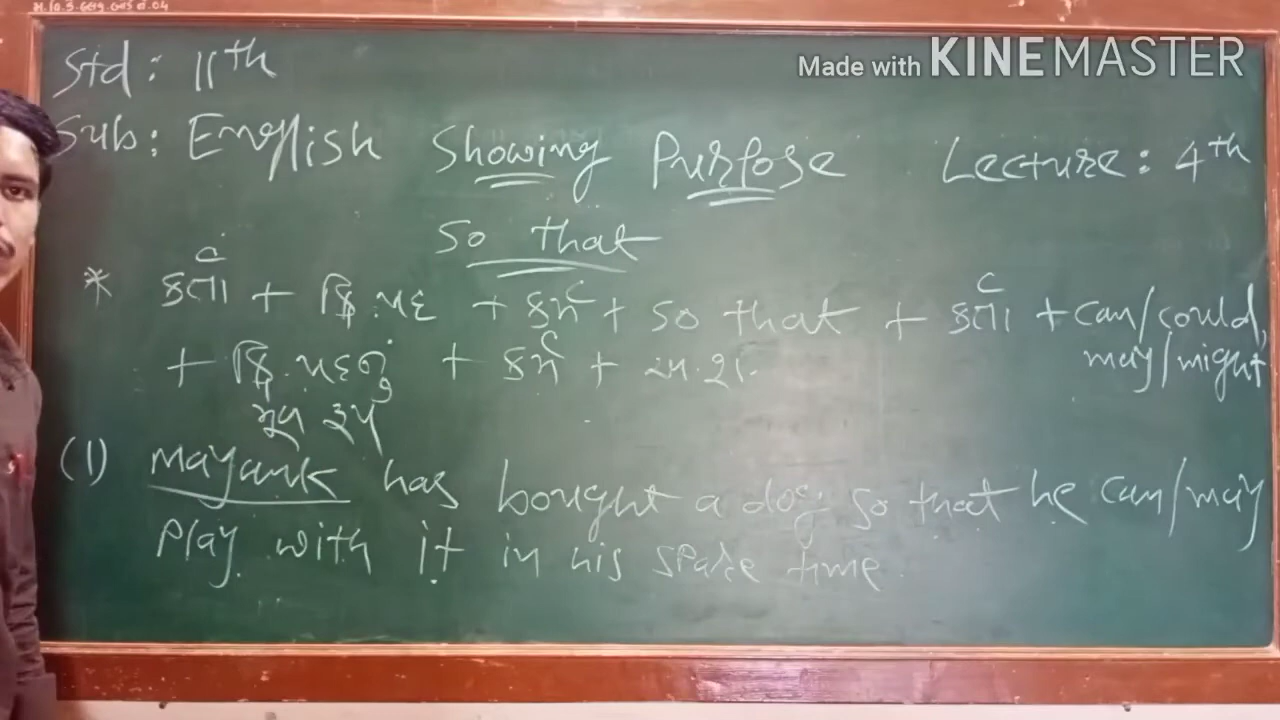 Made with KINEMASTER
Std: 11th
Sub: English Showing Purpose Lecture: 4th
So that
* કર્તા + ક્રિ.પદ + કર્મ + so that + કર્તા + can/could,
may/might
+ ક્રિ.પદનું + કર્મ + અ.શ.
મૂળ રૂપ
(1) Mayank has bought a dog so that he can/may
play with it in his spare time.